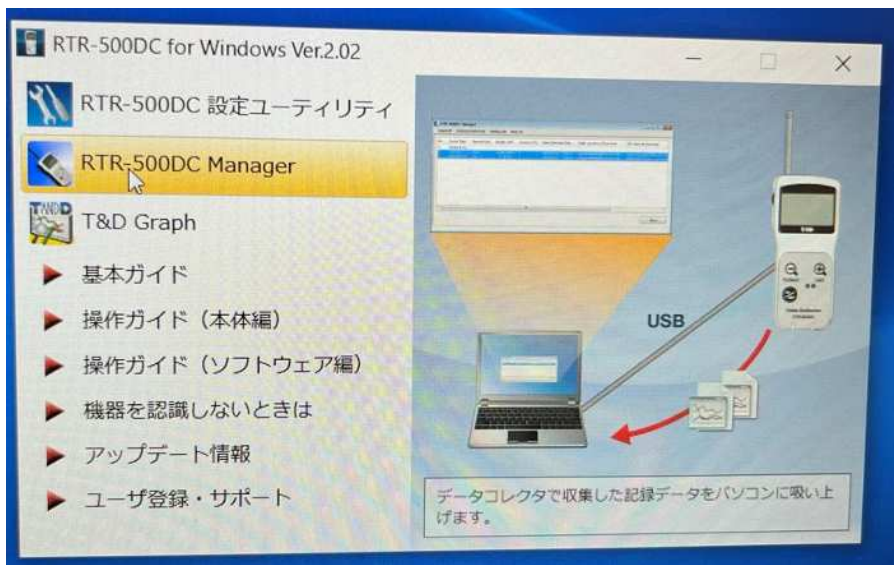 RTR-500DC for Windows Ver.2.02
RTR-500DC 設定ユーティリティ
RTR-500DC Manager
T&D Graph
基本ガイド
操作ガイド（本体編）
操作ガイド（ソフトウェア編）
機器を認識しないときは
アップデート情報
ユーザ登録・サポート
USB
データコレクタで収集した記録データをパソコンに吸い上
げます。